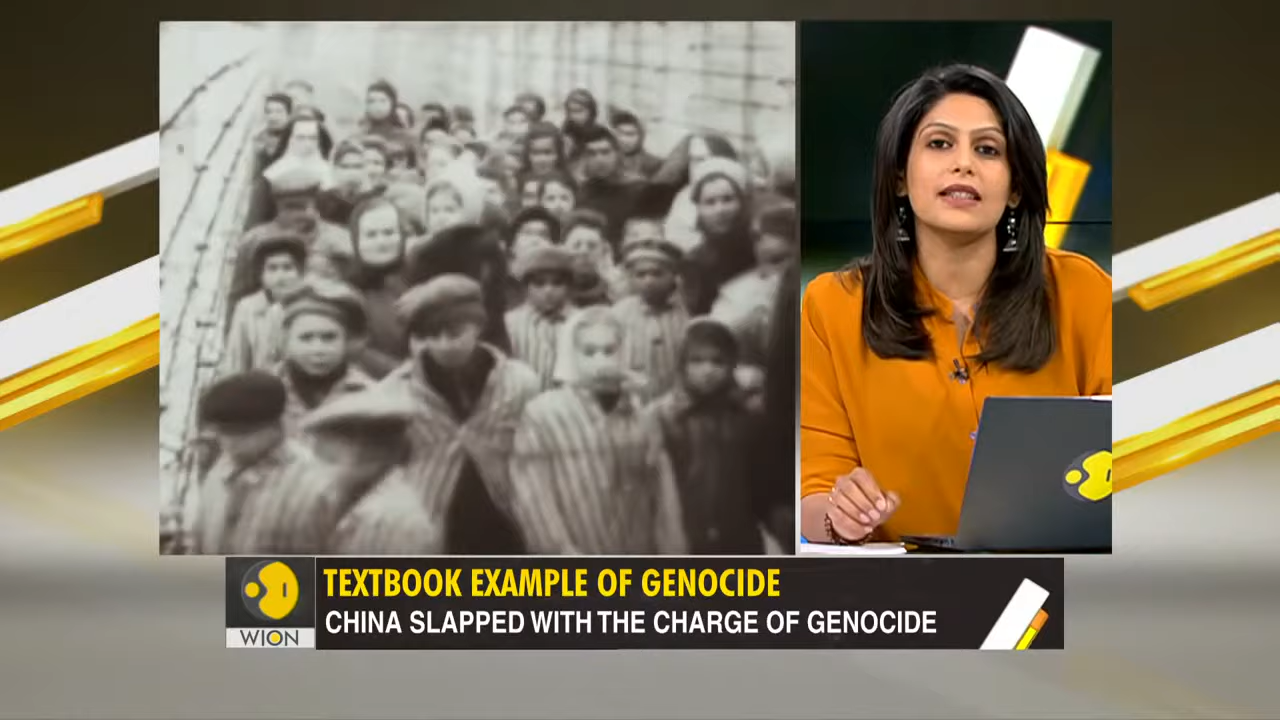 TEXTBOOK EXAMPLE OF GENOCIDE
CHINA SLAPPED WITH THE CHARGE OF GENOCIDE
WION